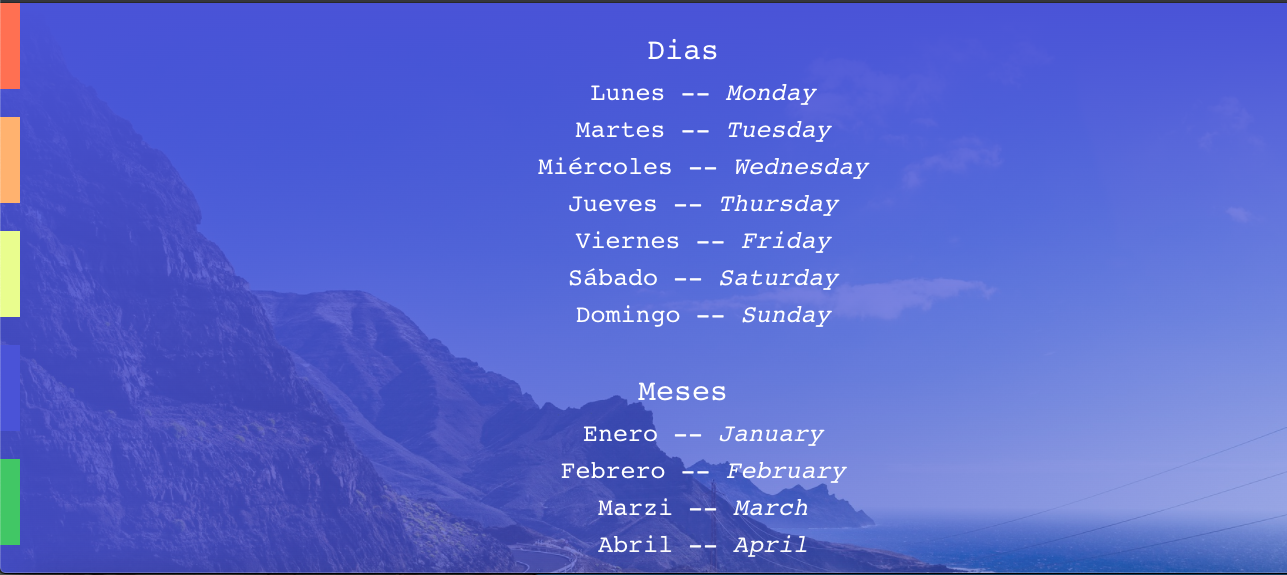 Dias
Lunes -- Monday
Martes -- Tuesday
Miércoles -- Wednesday
Jueves -- Thursday
Viernes -- Friday
Sábado -- Saturday
Domingo -- Sunday
Meses
Enero -- January
Febrero -- February
Marzi -- March
Abril -- April